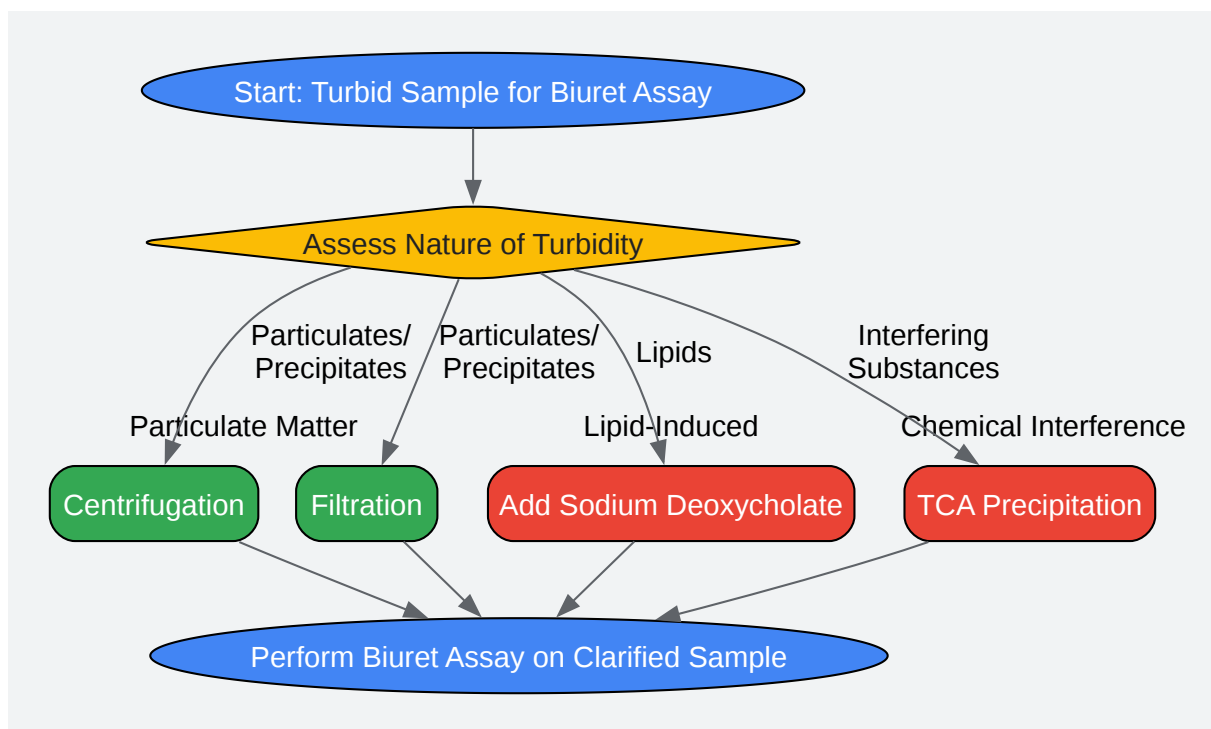 Start: Turbid Sample for Biuret Assay
Assess Nature of Turbidity
Particulates/
Precipitates
Particulates/
Precipitates
Lipids
Interfering
Substances
Particulate Matter
Lipid-Induced
Chemical Interference
Centrifugation
Filtration
Add Sodium Deoxycholate
TCA Precipitation
Perform Biuret Assay on Clarified Sample